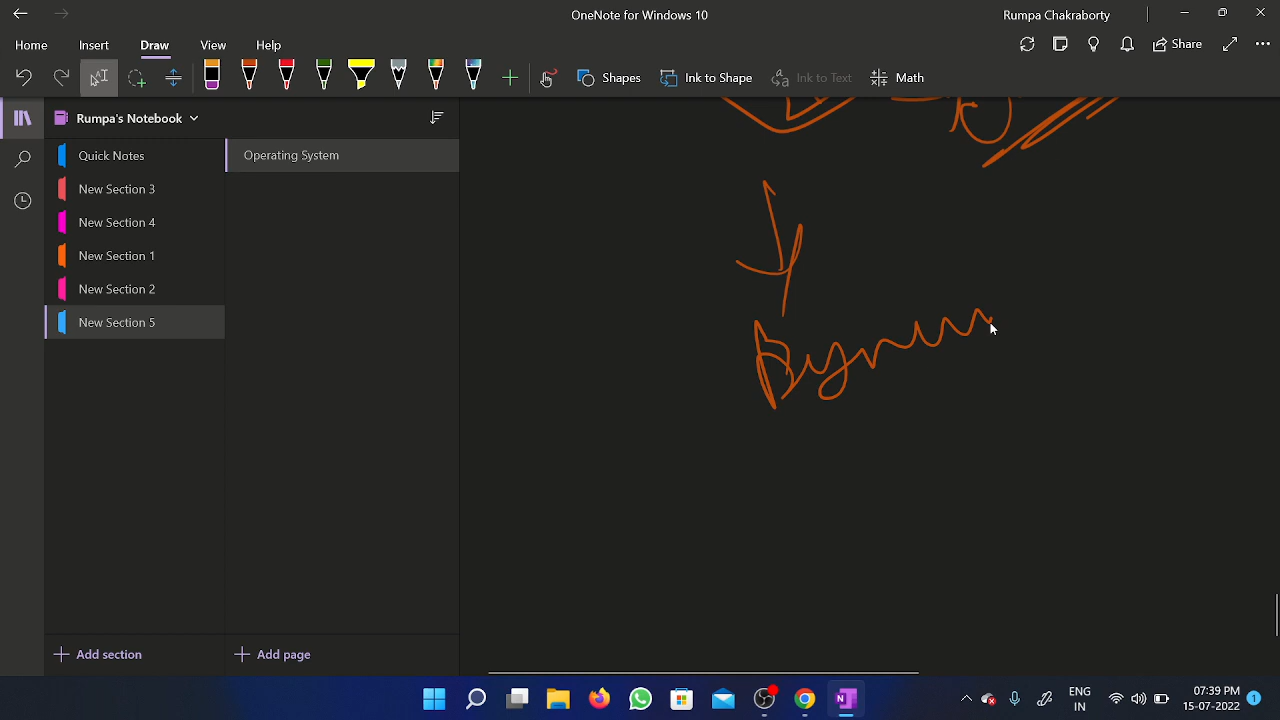 OneNote for Windows 10
Rumpa Chakraborty
Home Insert Draw View Help
Share
Shapes Ink to Shape Ink to Text Math
Rumpa's Notebook
Quick Notes
New Section 3
New Section 4
New Section 1
New Section 2
New Section 5
Operating System
Add section
Add page
ENG
IN
07:39 PM
15-07-2022
1